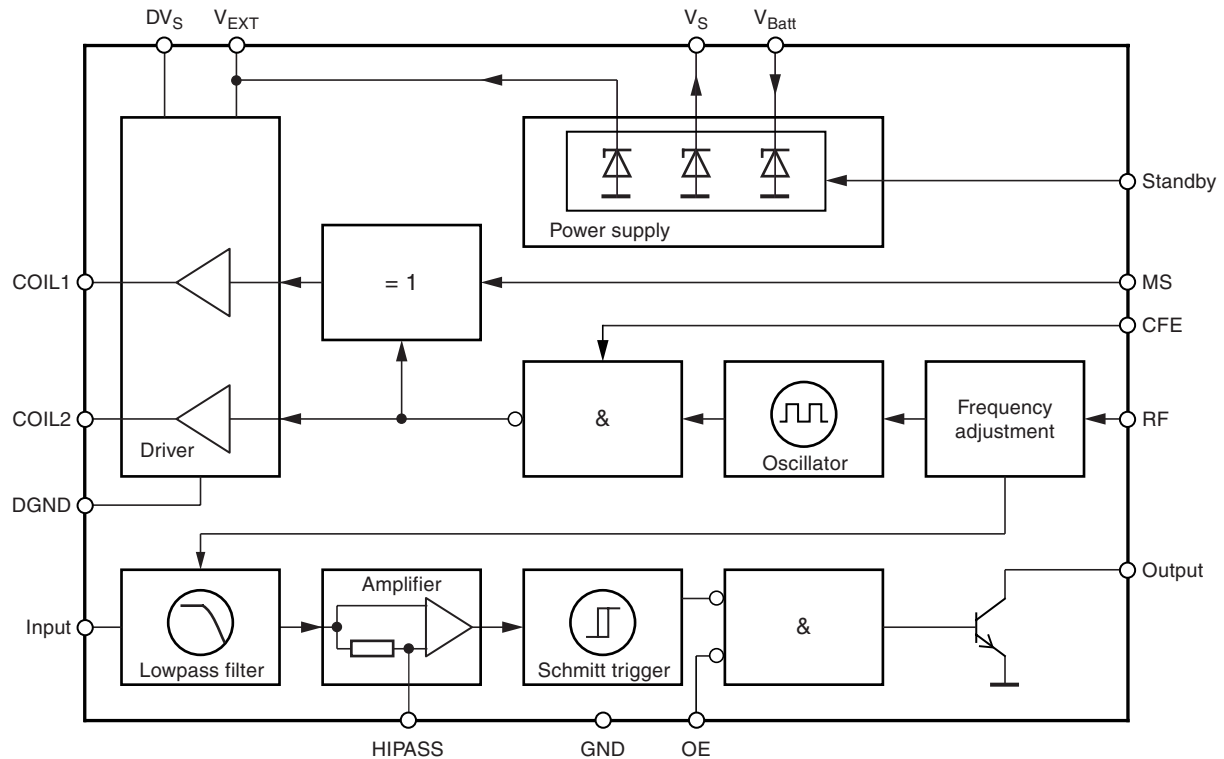 DVS VEXT VS VBatt
Standby
Power supply
COIL1
= 1
MS
CFE
COIL2
Driver
&
Oscillator
Frequency
adjustment
RF
DGND
Input
Lowpass filter
Amplifier
Schmitt trigger
&
Output
HIPASS
GND
OE